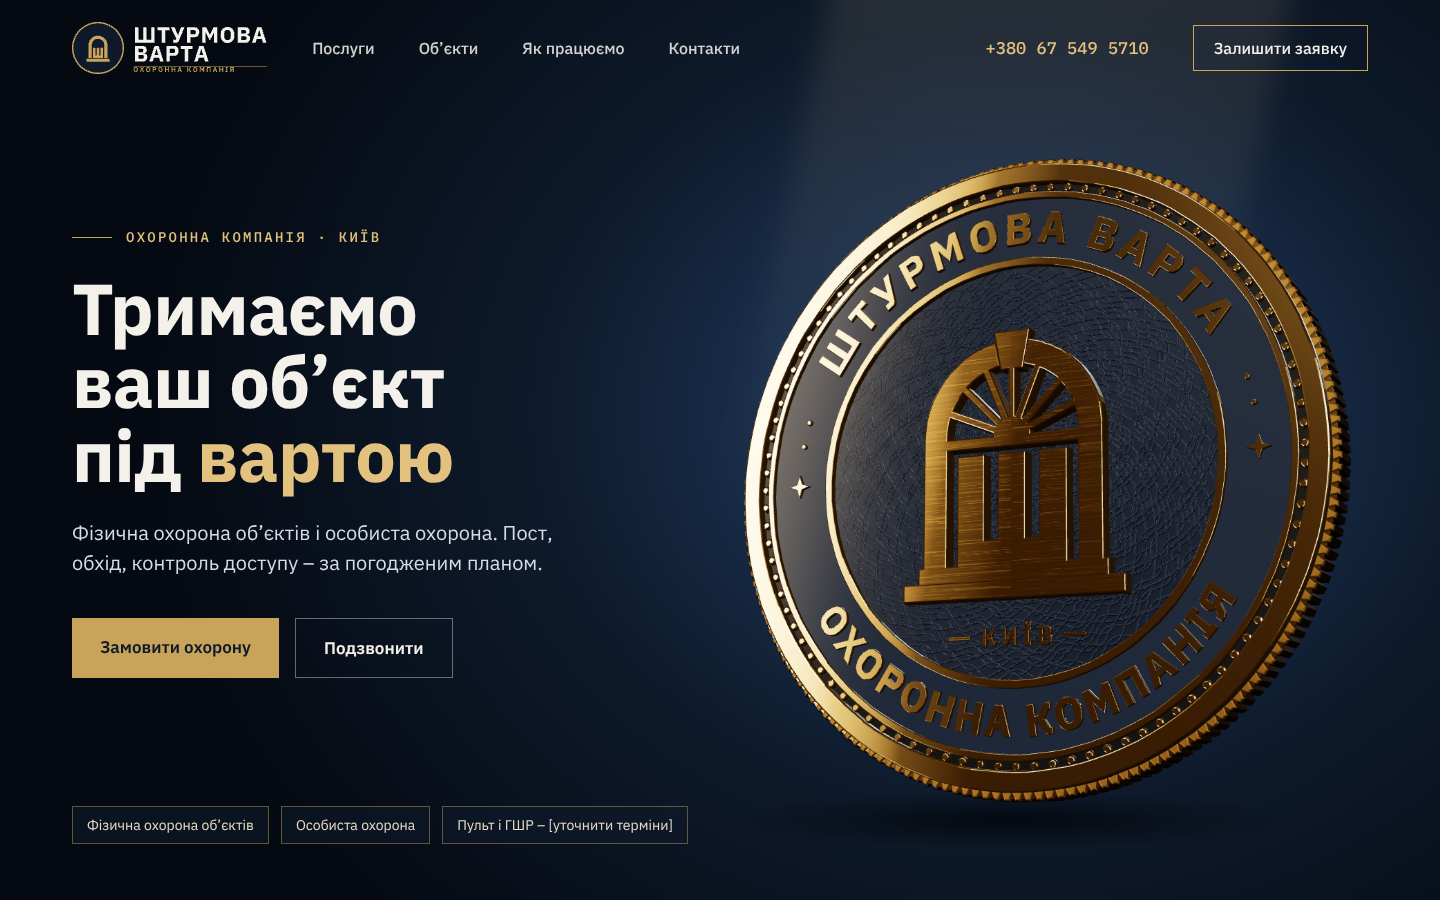 ШТУРМОВА
ВАРТА
ОХОРОННА КОМПАНІЯ
Послуги
Об’єкти
Як працюємо
Контакти
+380 67 549 5710
Залишити заявку
ОХОРОННА КОМПАНІЯ · КИЇВ
Тримаємо
ваш об’єкт
під вартою
Фізична охорона об’єктів і особиста охорона. Пост,
обхід, контроль доступу – за погодженим планом.
Замовити охорону
Подзвонити
Фізична охорона об’єктів
Особиста охорона
Пульт і ГШР – [уточнити терміни]
ШТУРМОВА ВАРТА
— КИЇВ —
ОХОРОННА КОМПАНІЯ